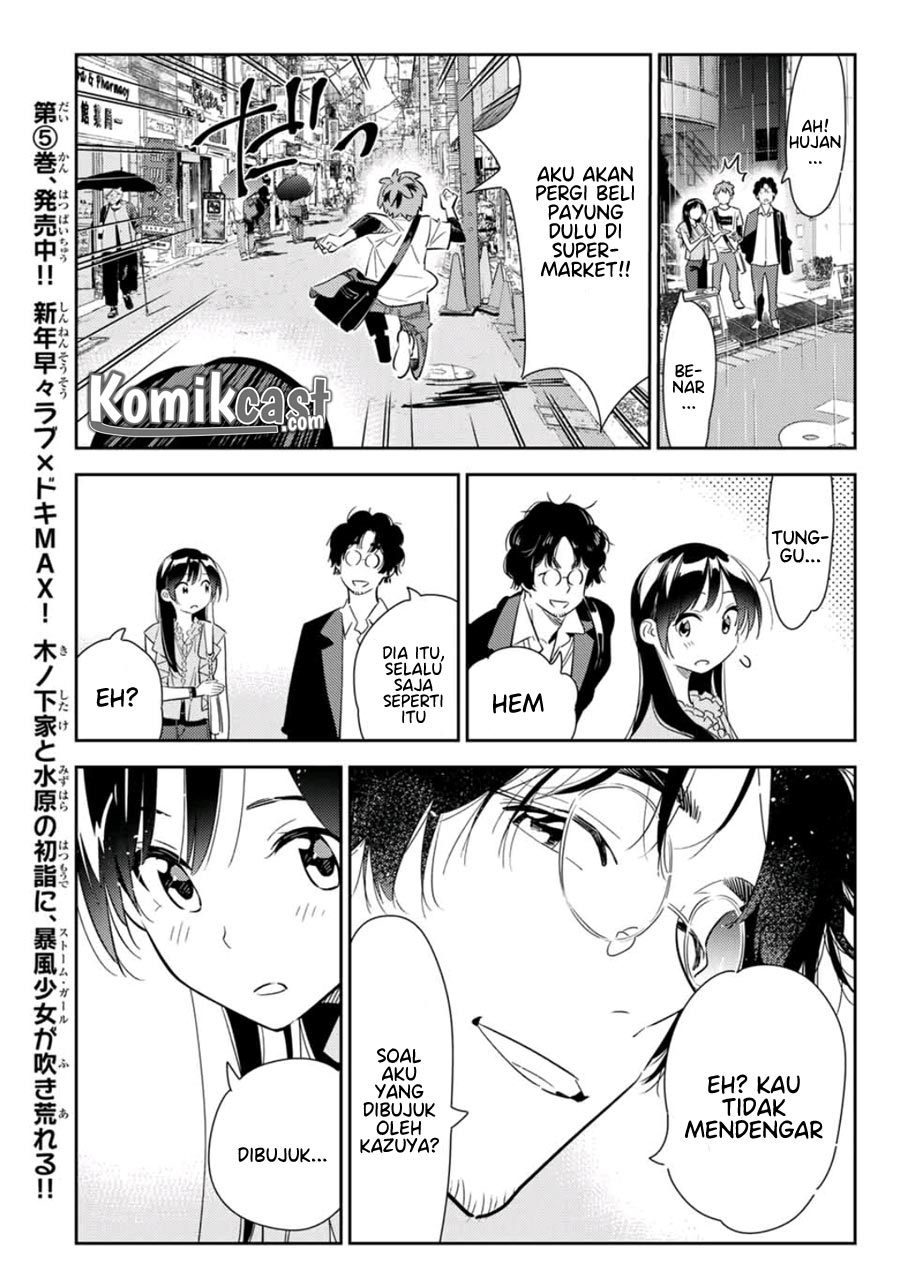 AH!
HUJAN
...
BE-
NAR
...
AKU AKAN
PERGI BELI
PAYUNG
DULU DI
SUPER-
MARKET!!
& Pharmacy
Komikcast.com
TUNG-
GU...
HEM
DIA ITU,
SELALU
SAJA
SEPERTI
ITU
EH?
EH? KAU
TIDAK
MENDENGAR
SOAL
AKU
YANG
DIBUJUK
OLEH
KAZUYA?
DIBUJUK...
第⑤巻、発売中!! 新年早々ラブ×ドキMAX! 木ノ下家と水原の初詣に、暴風少女が吹き荒れる!!